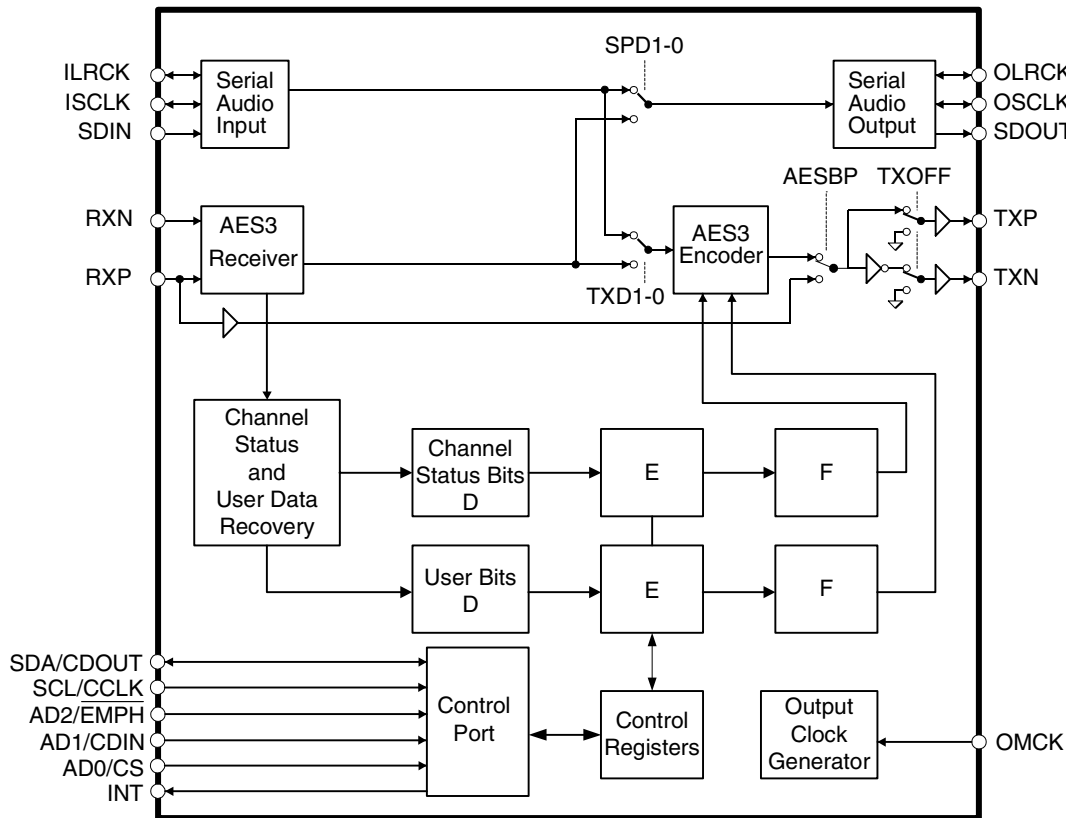 SPD1-0
ILRCK
ISCLK
SDIN
Serial
Audio
Input
Serial
Audio
Output
OLRCK
OSCLK
SDOUT
RXN
RXP
AES3
Receiver
TXD1-0
AES3
Encoder
AESBP
TXOFF
TXP
TXN
Channel
Status
and
User Data
Recovery
Channel
Status Bits
D
E
F
User Bits
D
E
F
SDA/CDOUT
SCL/CCLK
AD2/EMPH
AD1/CDIN
AD0/CS
INT
Control
Port
Control
Registers
Output
Clock
Generator
OMCK